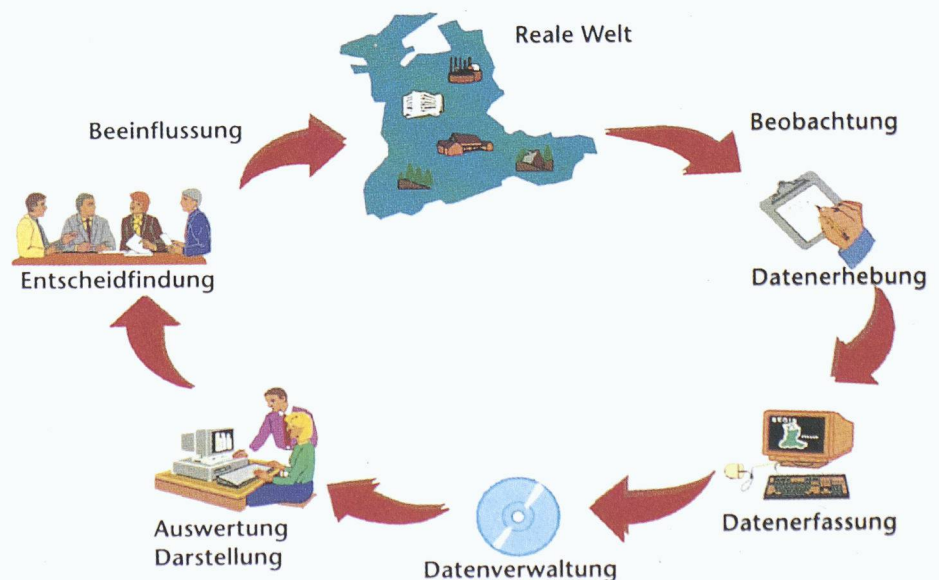 Reale Welt
Beobachtung
Datenerhebung
Datenerfassung
Datenverwaltung
Auswertung
Darstellung
Entscheidfindung
Beeinflussung